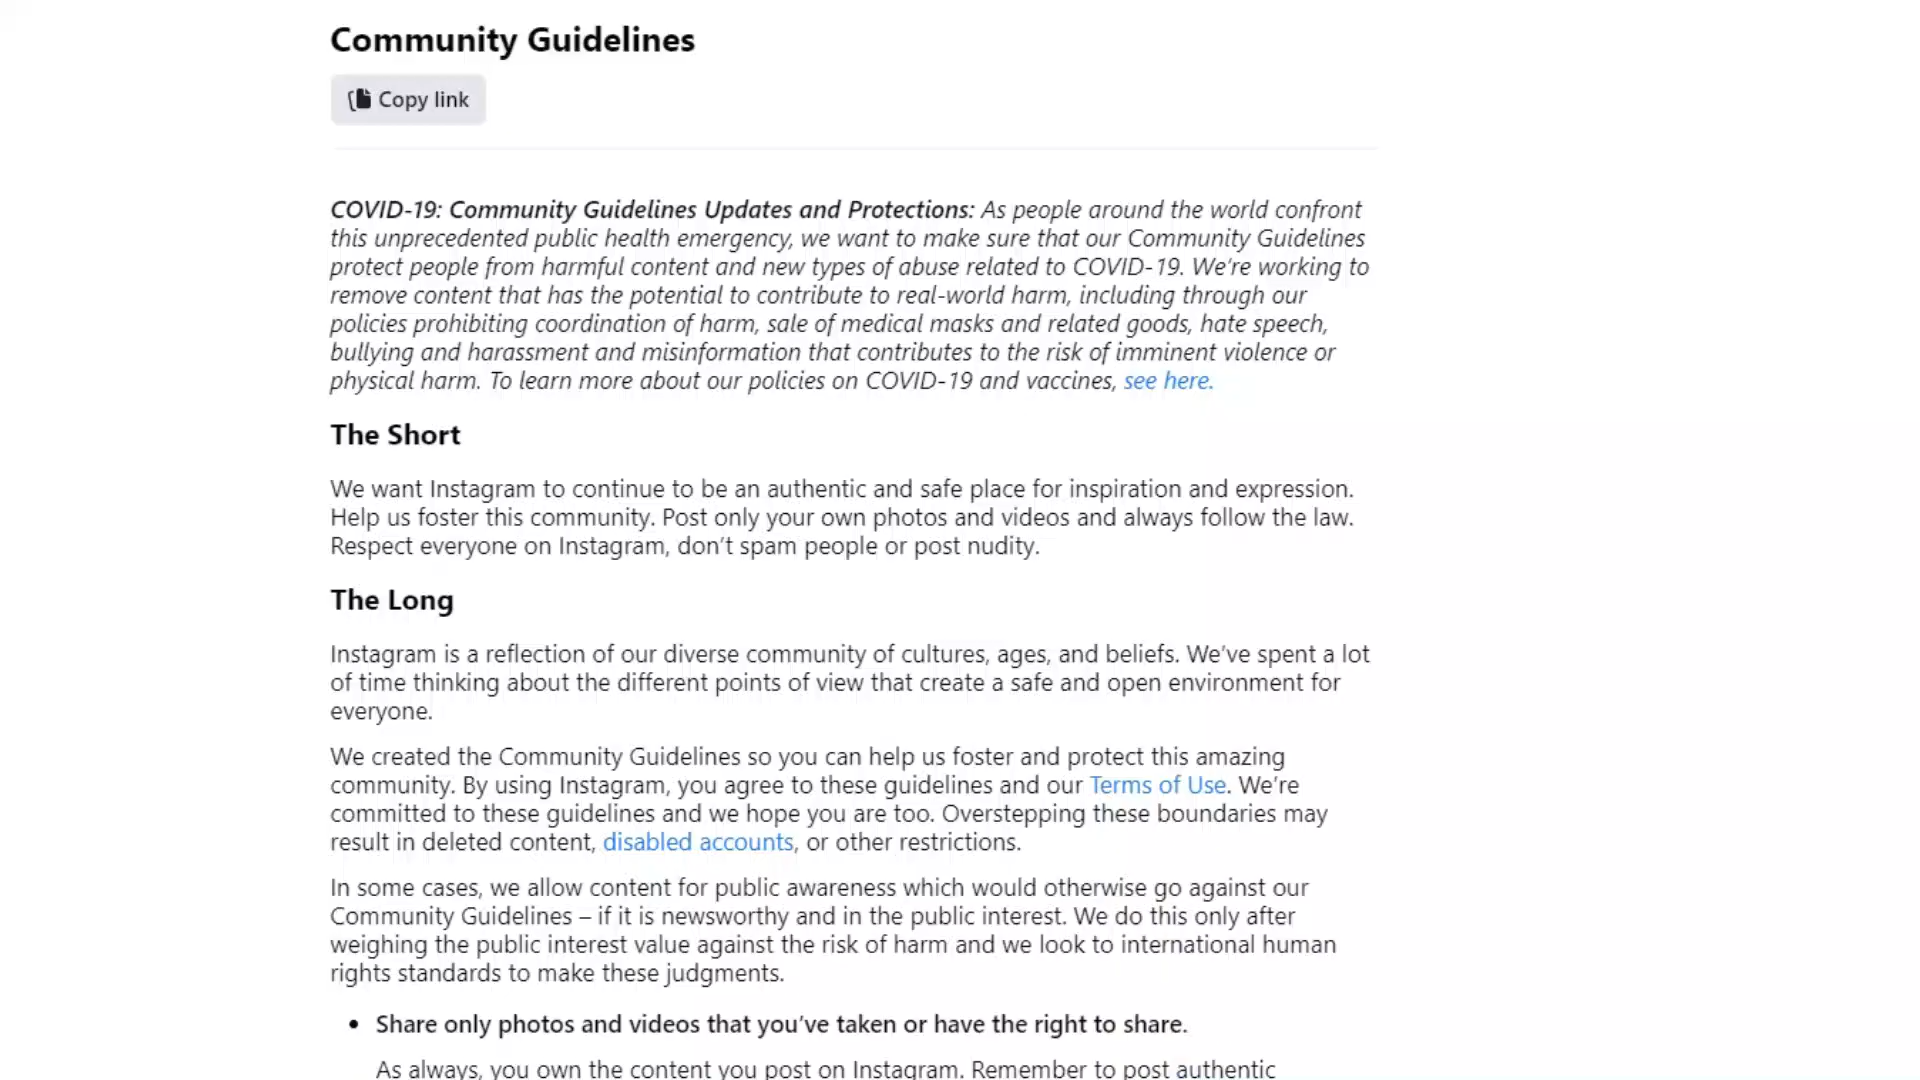 Community Guidelines
Copy link
COVID-19: Community Guidelines Updates and Protections: As people around the world confront
this unprecedented public health emergency, we want to make sure that our Community Guidelines
protect people from harmful content and new types of abuse related to COVID-19. We’re working to
remove content that has the potential to contribute to real-world harm, including through our
policies prohibiting coordination of harm, sale of medical masks and related goods, hate speech,
bullying and harassment and misinformation that contributes to the risk of imminent violence or
physical harm. To learn more about our policies on COVID-19 and vaccines, see here.
The Short
We want Instagram to continue to be an authentic and safe place for inspiration and expression.
Help us foster this community. Post only your own photos and videos and always follow the law.
Respect everyone on Instagram, don’t spam people or post nudity.
The Long
Instagram is a reflection of our diverse community of cultures, ages, and beliefs. We’ve spent a lot
of time thinking about the different points of view that create a safe and open environment for
everyone.
We created the Community Guidelines so you can help us foster and protect this amazing
community. By using Instagram, you agree to these guidelines and our Terms of Use. We’re
committed to these guidelines and we hope you are too. Overstepping these boundaries may
result in deleted content, disabled accounts, or other restrictions.
In some cases, we allow content for public awareness which would otherwise go against our
Community Guidelines – if it is newsworthy and in the public interest. We do this only after
weighing the public interest value against the risk of harm and we look to international human
rights standards to make these judgments.
• Share only photos and videos that you’ve taken or have the right to share.
As always, you own the content you post on Instagram. Remember to post authentic